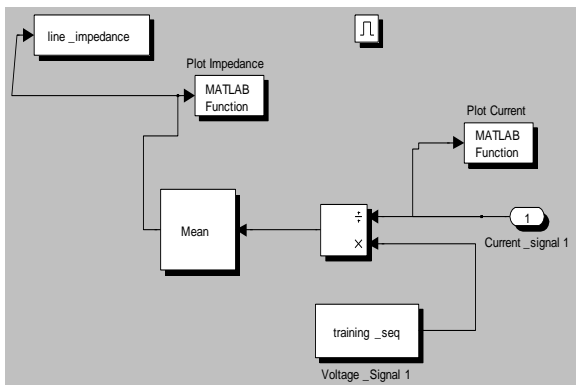 line _impedance
Plot Impedance
MATLAB
Function
Plot Current
MATLAB
Function
Mean
÷
×
1
Current _signal 1
training _seq
Voltage _Signal 1